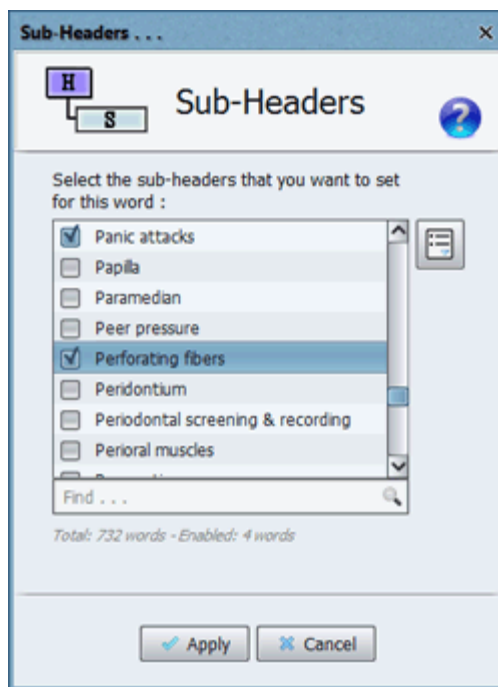 Sub-Headers . . .
H
S
Sub-Headers
?
Select the sub-headers that you want to set
for this word :
Panic attacks
Papilla
Paramedian
Peer pressure
Perforating fibers
Peridontium
Periodontal screening & recording
Perioral muscles
Find . . .
Total: 732 words - Enabled: 4 words
Apply
Cancel